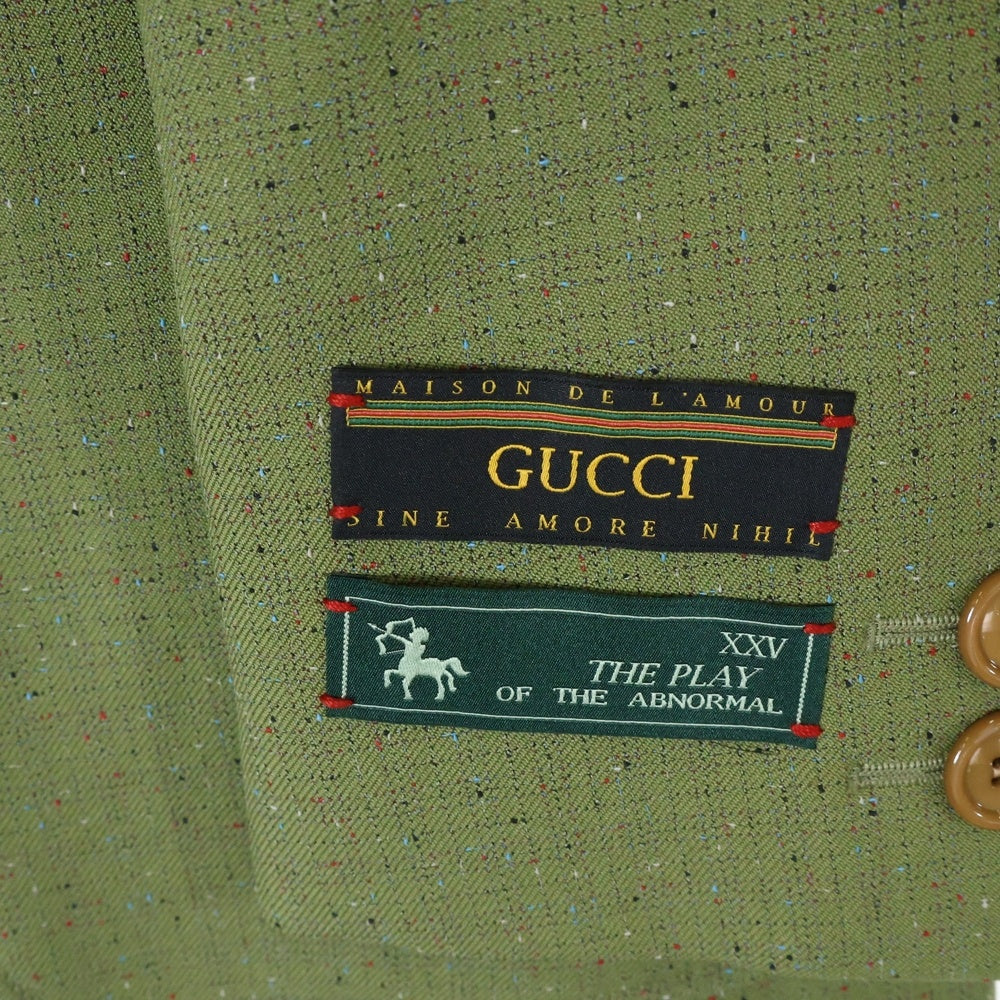 MAISON DE L'AMOUR
GUCCI
SINE AMORE NIHIL
XXV
THE PLAY
OF THE ABNORMAL